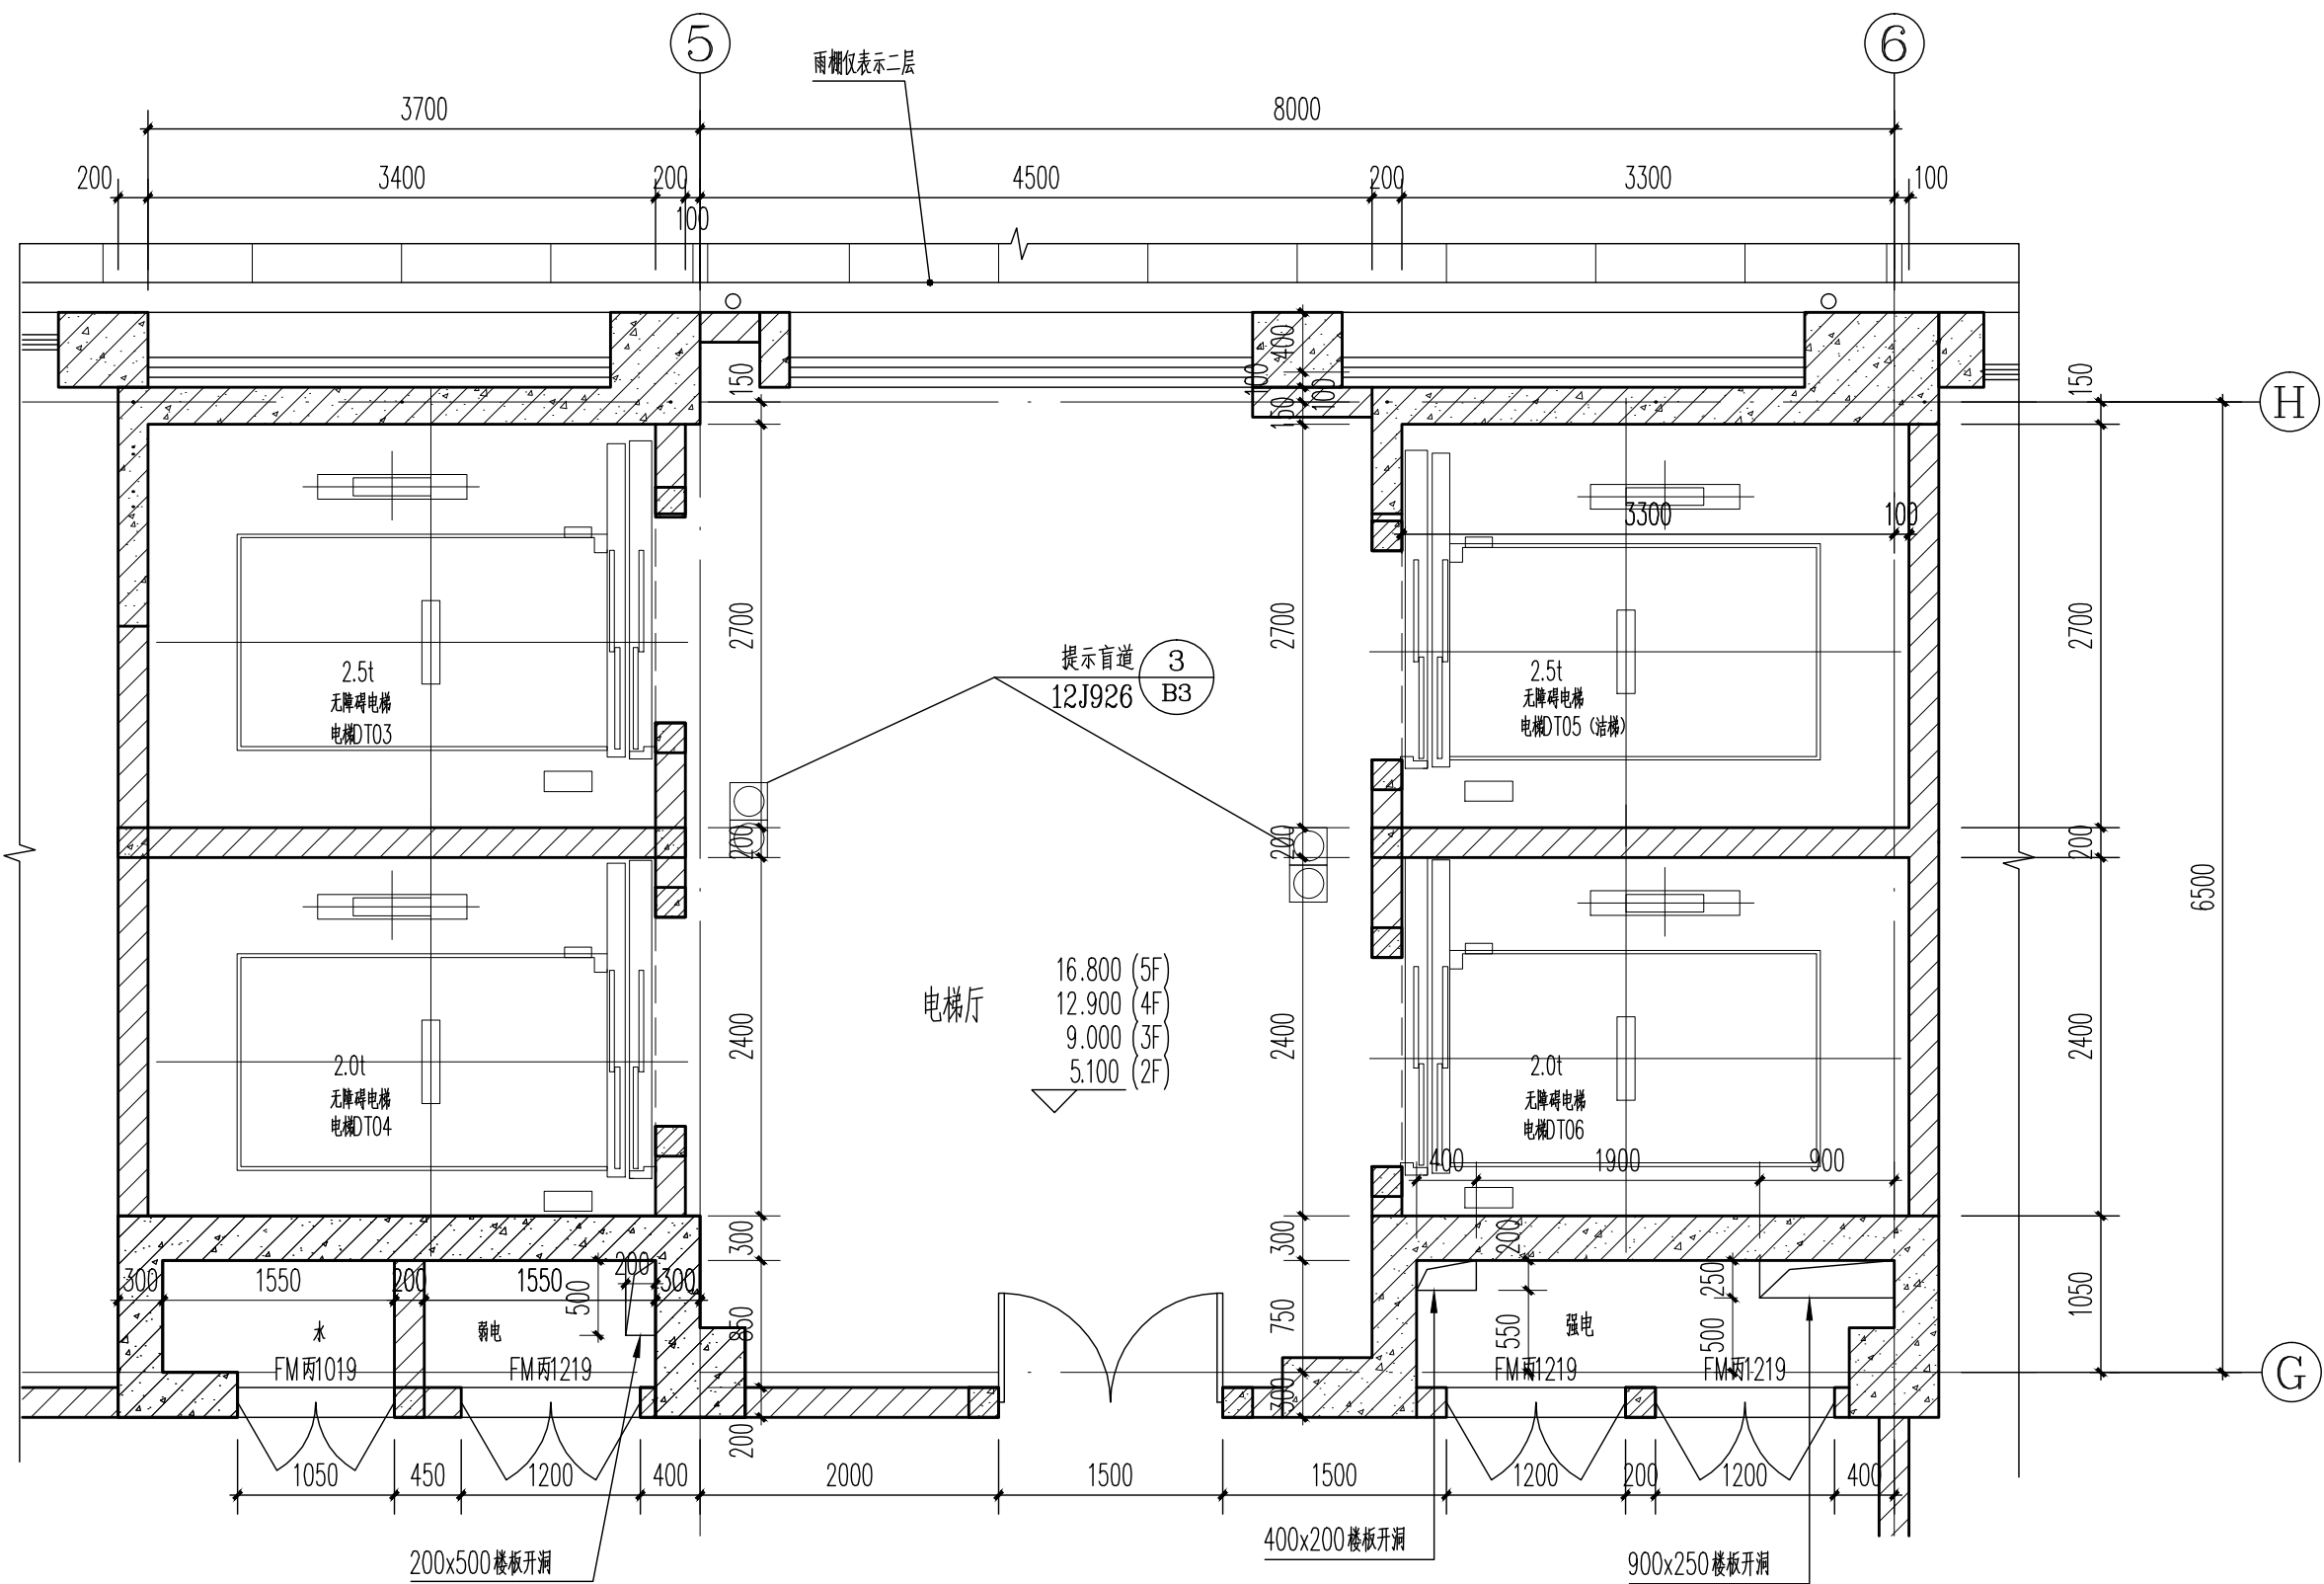 5
6
雨棚仅表示二层
3700
8000
200
3400
200
4500
200
3300
100
100
150
400
100
100
150
150
H
3300
100
2700
2700
2700
提示盲道
3
12J926
B3
2.5t
无障碍电梯
电梯DT03
2.5t
无障碍电梯
电梯DT05 (洁梯)
200
200
200
6500
16.800 (5F)
12.900 (4F)
9.000 (3F)
5.100 (2F)
电梯厅
2400
2400
2400
2.0t
无障碍电梯
电梯DT04
2.0t
无障碍电梯
电梯DT06
400
1900
900
300
300
200
300
1550
200
1550
200
300
500
250
1050
水
弱电
850
750
550
强电
500
FM丙1019
FM丙1219
FM丙1219
FM丙1219
G
300
200
1050
450
1200
400
2000
1500
1500
1200
200
1200
400
200x500楼板开洞
400x200楼板开洞
900x250楼板开洞